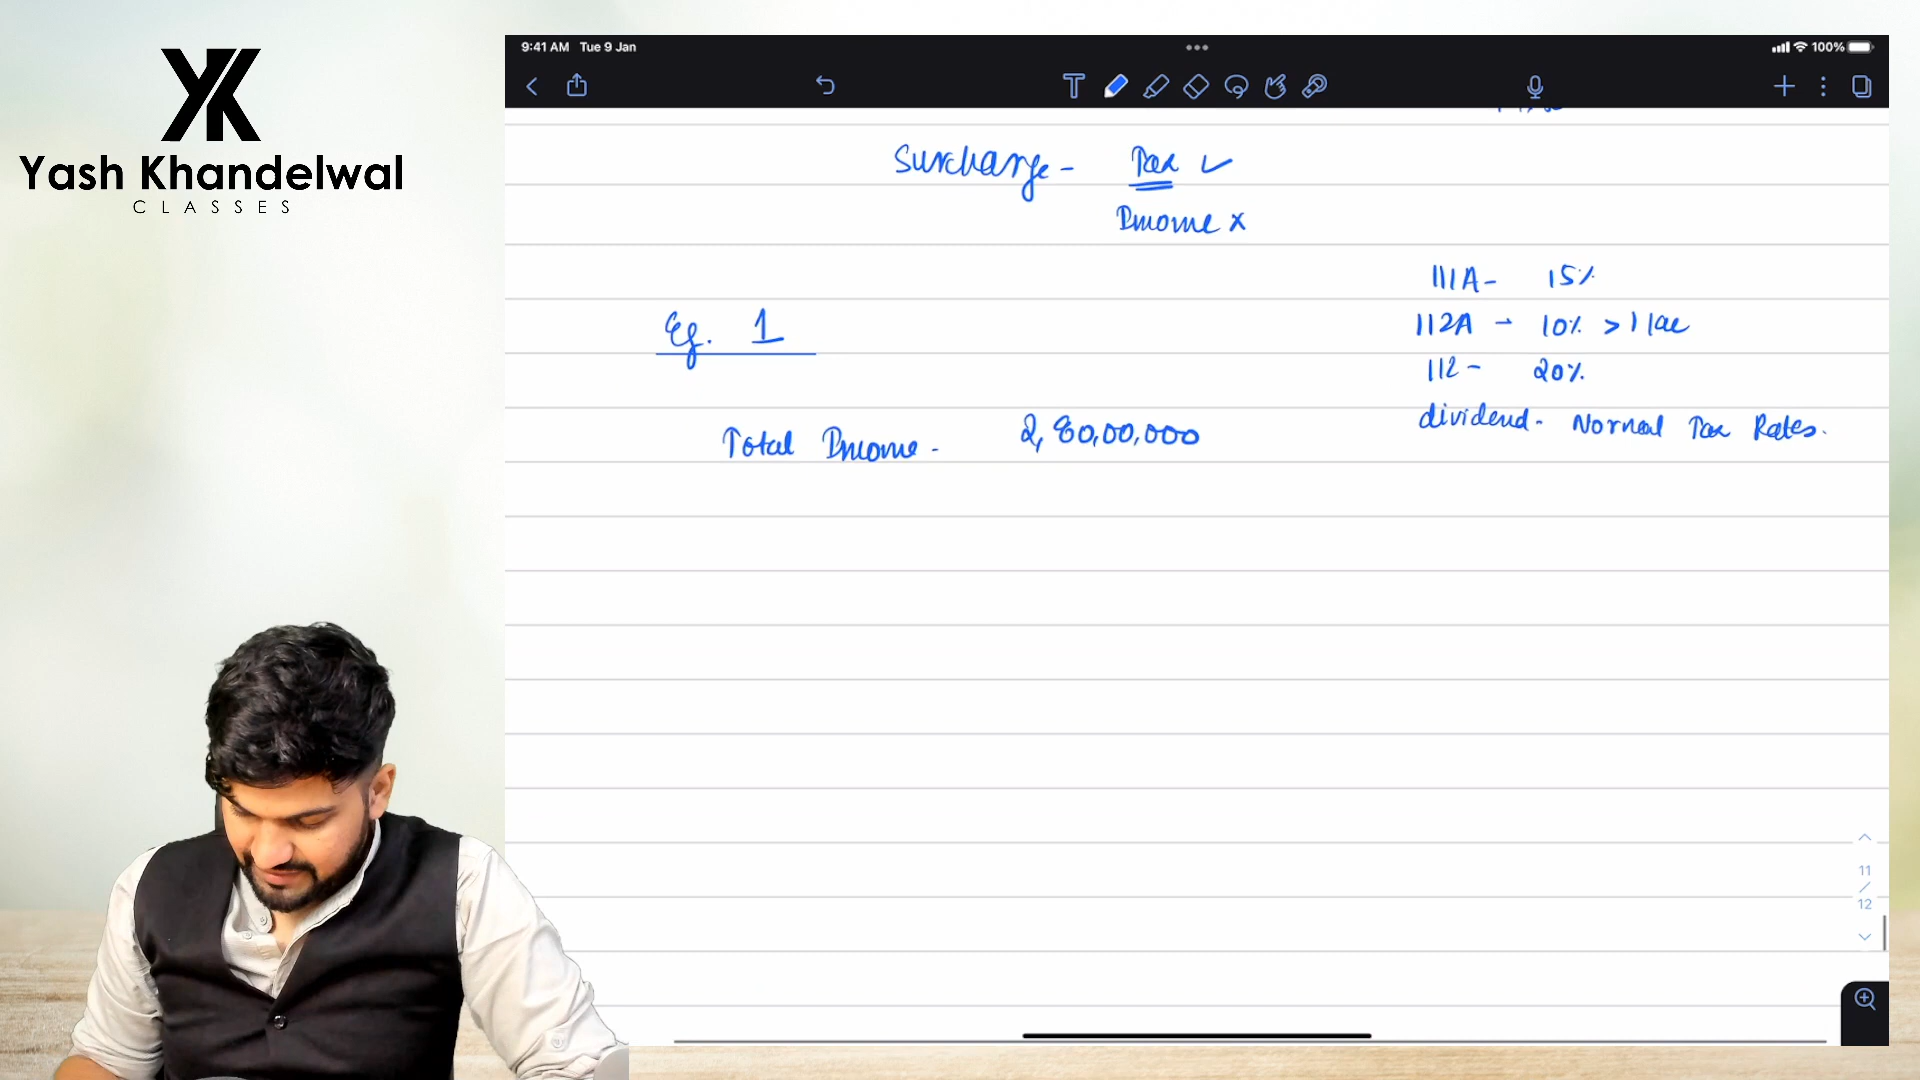 YK
Yash Khandelwal
CLASSES
9:41 AM Tue 9 Jan
100%
Surcharge - Tax ✓
Income x
111A - 15%
112A - 10% > 1 lac
112 - 20%
dividend - Normal Tax Rates.
Eg. 1
Total Income - 2,80,00,000
11
/
12